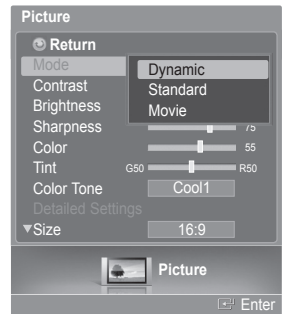 Picture
Return
Mode
Dynamic
Contrast
Standard
Brightness
Movie
Sharpness 75
Color 55
Tint G50 R50
Color Tone Cool1
Detailed Settings
▼Size 16:9
Picture
Enter